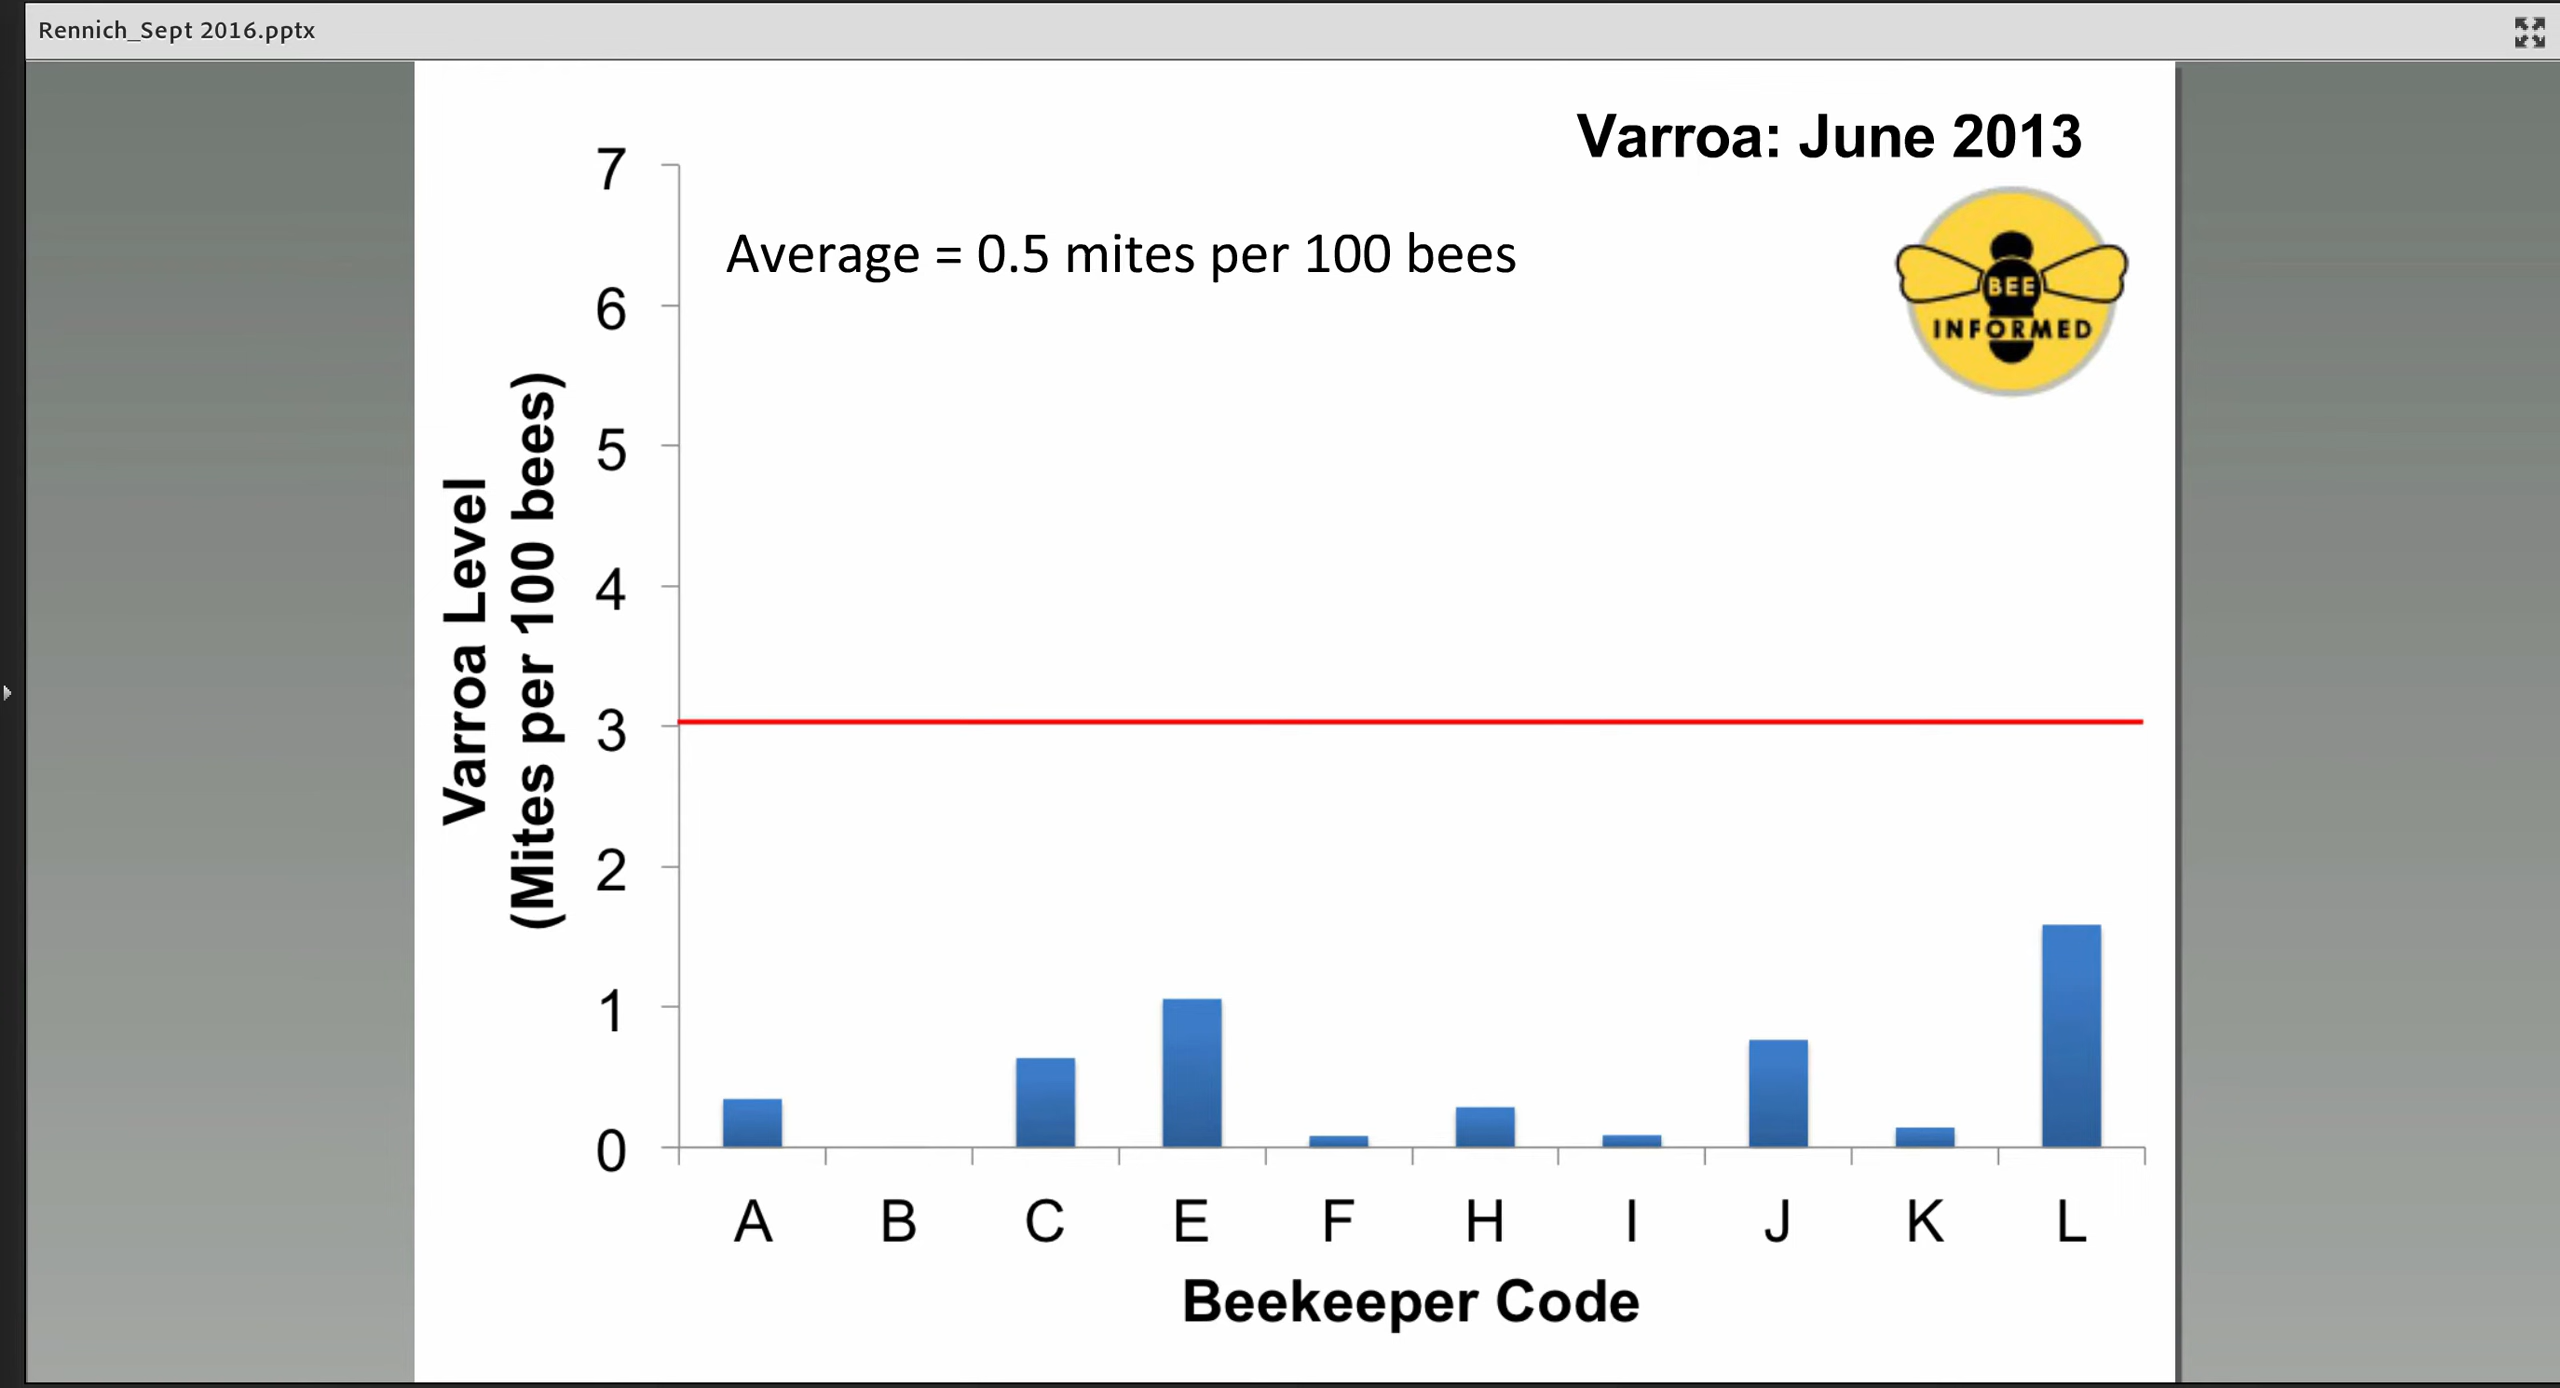 Rennich_Sept 2016.pptx
Varroa: June 2013
Average = 0.5 mites per 100 bees
BEE
INFORMED
Varroa Level
(Mites per 100 bees)
7
6
5
4
3
2
1
0
A B C E F H I J K L
Beekeeper Code